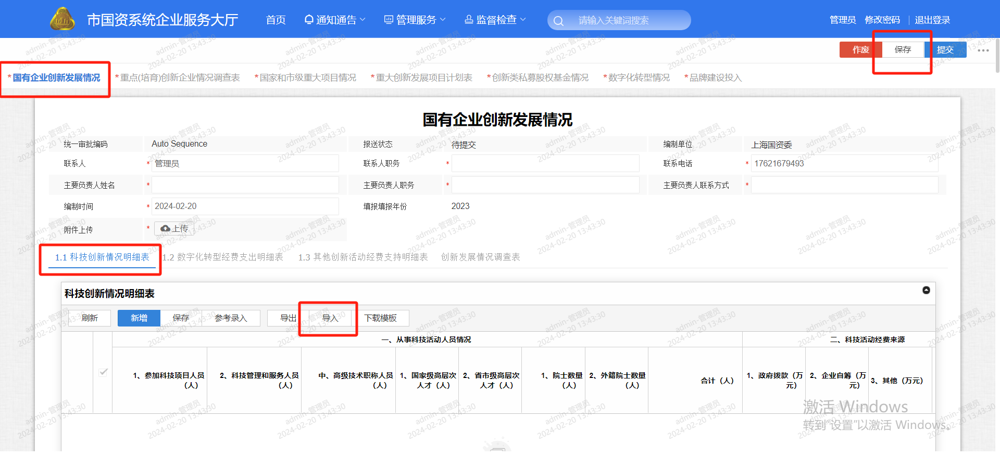 市国资系统企业服务大厅 首页 通知通告 管理服务 监督检查 请输入关键词搜索 管理员 修改密码 退出登录
作废 保存 提交
*国有企业创新发展情况 *重点(培育)创新企业情况调查表 *国家和市级重大项目情况 *重大创新发展项目计划表 *创新类私募股权基金情况 *数字化转型情况 *品牌建设投入
国有企业创新发展情况
统一审批编码 Auto Sequence 报送状态 待提交 编制单位 上海国资委
联系人 * 管理员 联系人职务 * 联系电话 * 17621679493
主要负责人姓名 * 主要负责人职务 * 主要负责人联系方式 *
编制时间 * 2024-02-20 填报填报年份 2023
附件上传 * 上传
1.1 科技创新情况明细表 1.2 数字化转型经费支出明细表 1.3 其他创新活动经费支持明细表 创新发展情况调查表
科技创新情况明细表
刷新 新增 保存 参考录入 导出 导入 下载模板
一、从事科技活动人员情况 二、科技活动经费来源
1、参加科技项目人员（人） 2、科技管理和服务人员（人） 中、高级技术职称人员（人） 1、国家级高层次人才（人） 2、省市级高层次人才（人） 1、院士数量（人） 2、外籍院士数量（人） 合计（人） 1、政府拨款（万元） 2、企业自筹（万元） 3、其他（万元）
激活 Windows
转到“设置”以激活 Windows。
admin-管理员
2024-02-20 13:43:30